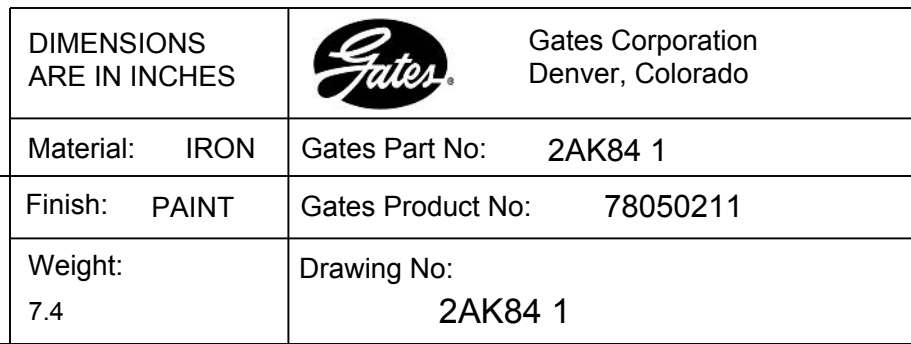 DIMENSIONS
ARE IN INCHES
Gates®
Gates Corporation
Denver, Colorado
Material: IRON
Gates Part No: 2AK84 1
Finish: PAINT
Gates Product No: 78050211
Weight:
7.4
Drawing No:
2AK84 1